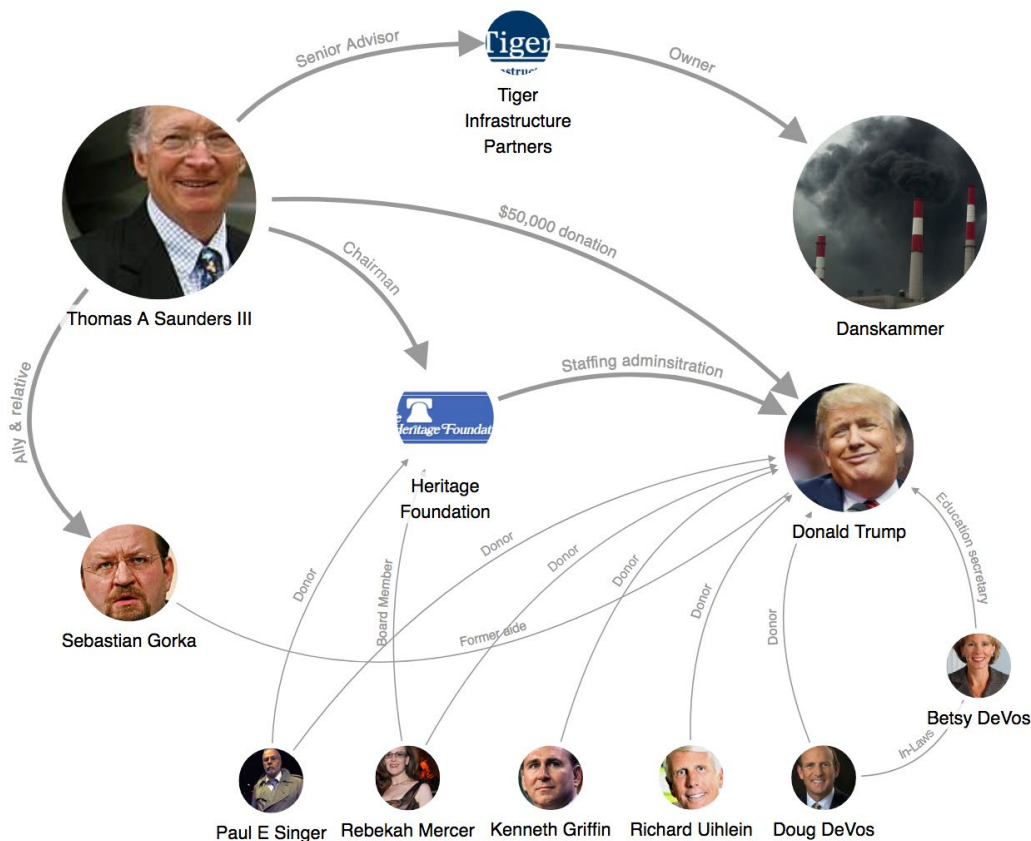 Senior Advisor
Tiger
Owner
Tiger
Infrastructure
Partners
$50,000 donation
Chairman
Thomas A Saunders III
Danskammer
Staffing adminsitration
Ally & relative
Heritage Foundat
Heritage
Foundation
Donald Trump
Education secretary
Donor
Donor
Donor
Donor
Board Member
Donor
Donor
Sebastian Gorka
Former aide
Betsy DeVos
In-Laws
Paul E Singer
Rebekah Mercer
Kenneth Griffin
Richard Uihlein
Doug DeVos